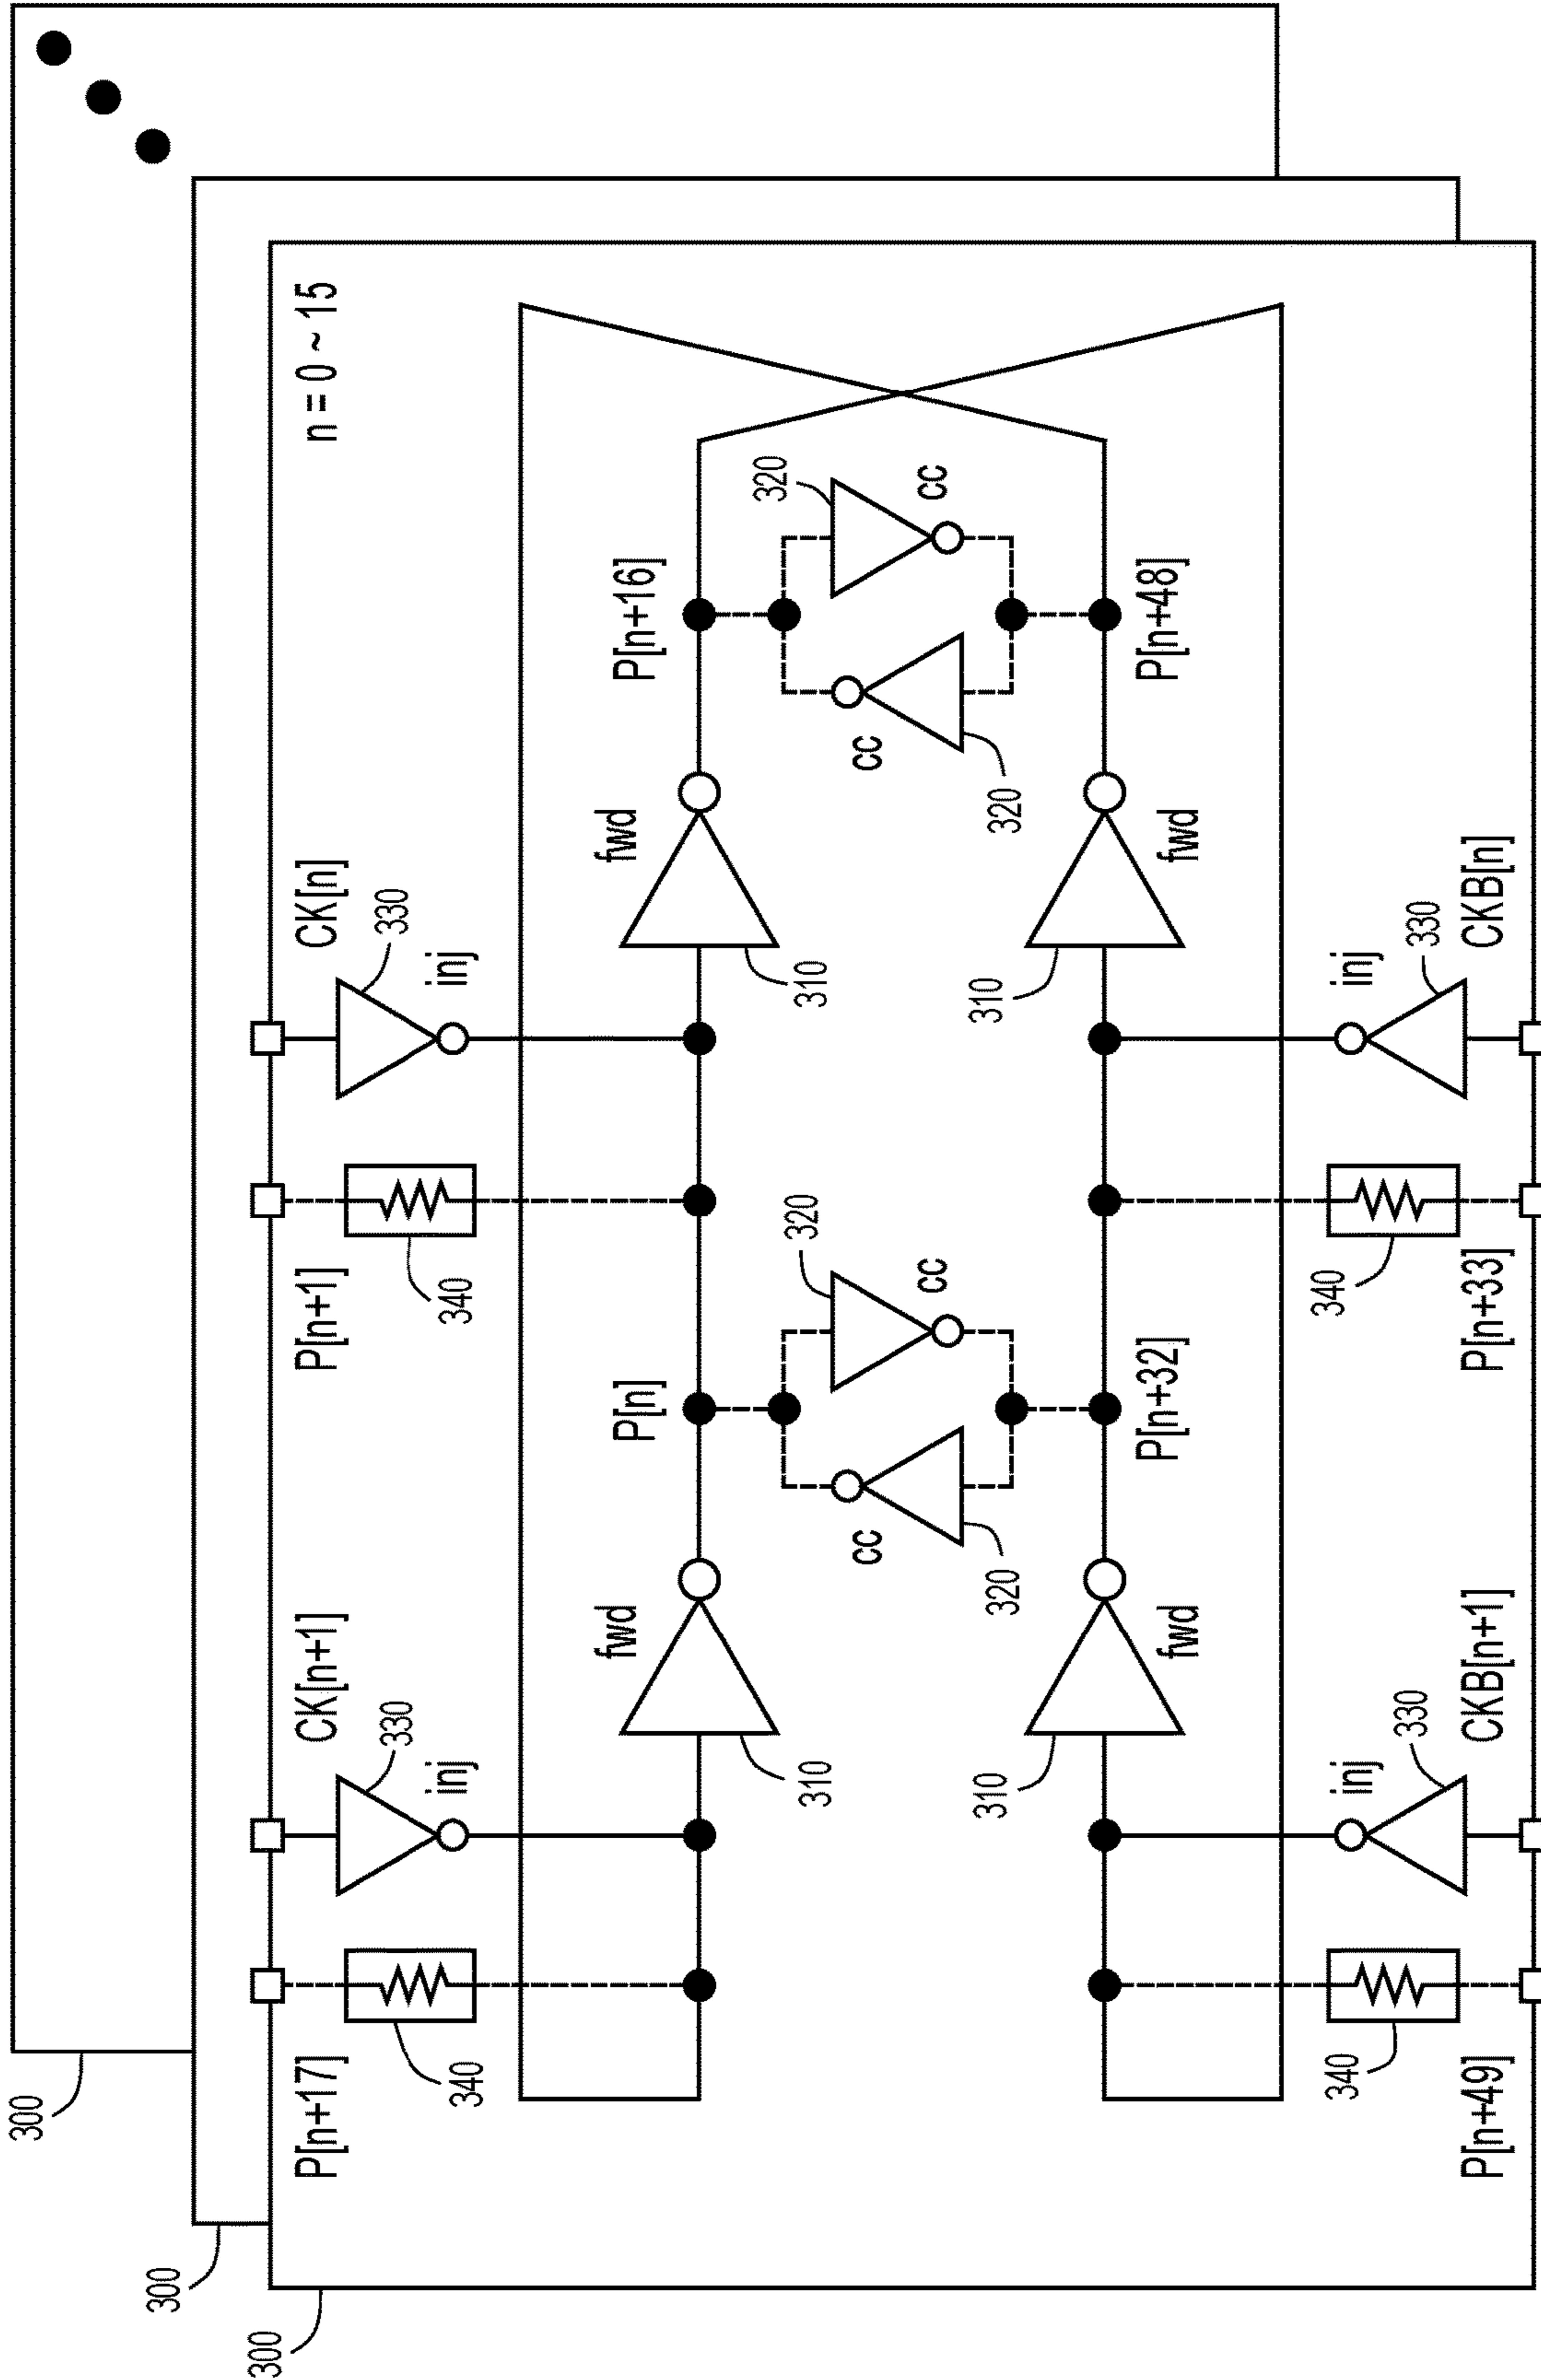 300
300
300
n = 0 ~ 15
P[n+17]
340
CK[n+1]
330
inj
P[n+1]
340
CK[n]
330
inj
fwd
310
P[n]
fwd
310
P[n+16]
cc
320
320
cc
cc
320
320
cc
310
fwd
P[n+32]
310
fwd
P[n+48]
340
P[n+49]
inj
330
CKB[n+1]
340
P[n+33]
inj
330
CKB[n]